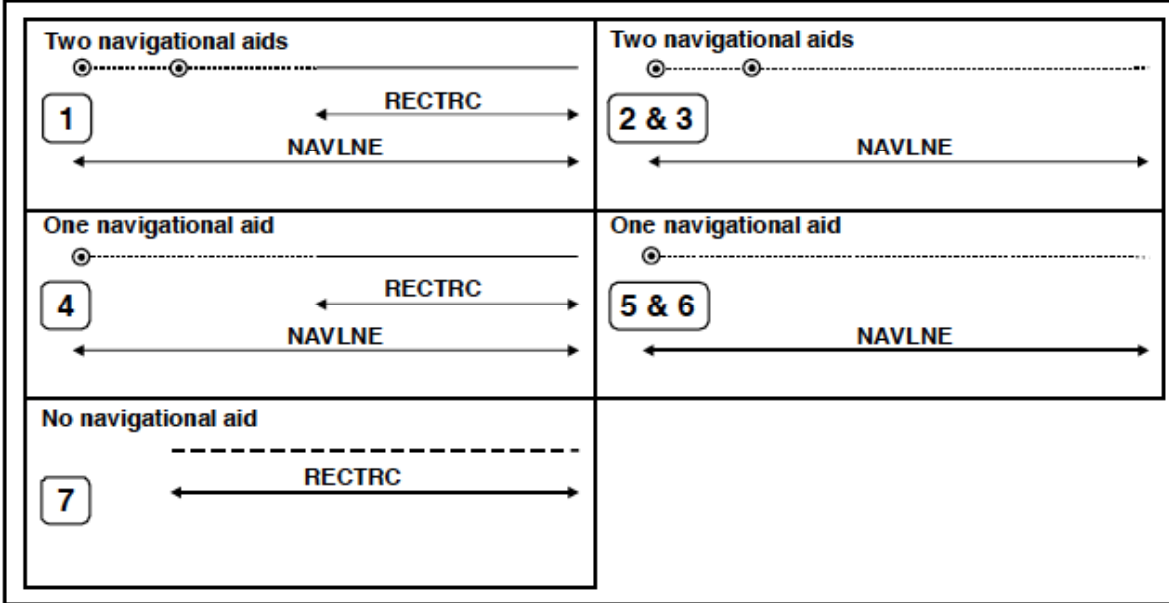 Two navigational aids
RECTRC
1
NAVLNE
Two navigational aids
2 & 3
NAVLNE
One navigational aid
RECTRC
4
NAVLNE
One navigational aid
5 & 6
NAVLNE
No navigational aid
RECTRC
7